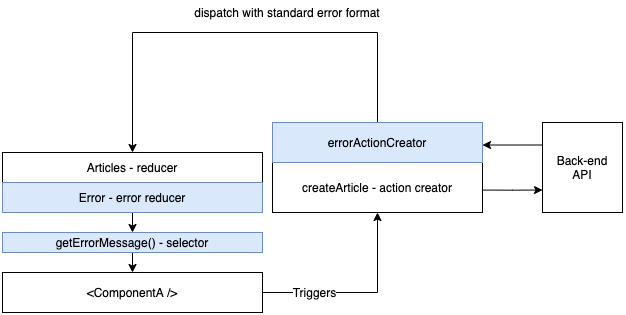 dispatch with standard error format
errorActionCreator
Back-end
API
Articles - reducer
createArticle - action creator
Error - error reducer
getErrorMessage() - selector
<ComponentA />
Triggers